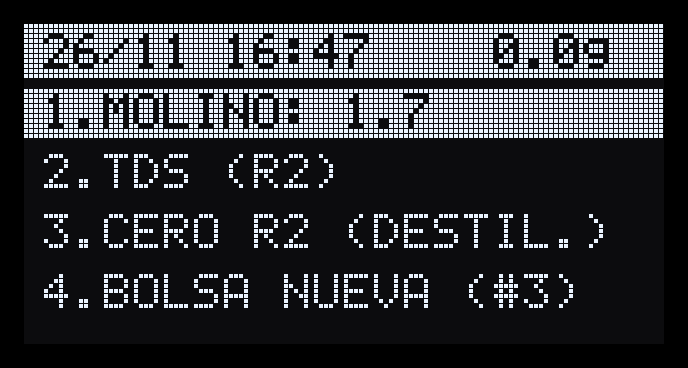 26/11 16:47 0.0g
1.MOLINO: 1.7
2.TDS (R2)
3.CERO R2 (DESTIL.)
4.BOLSA NUEVA (#3)